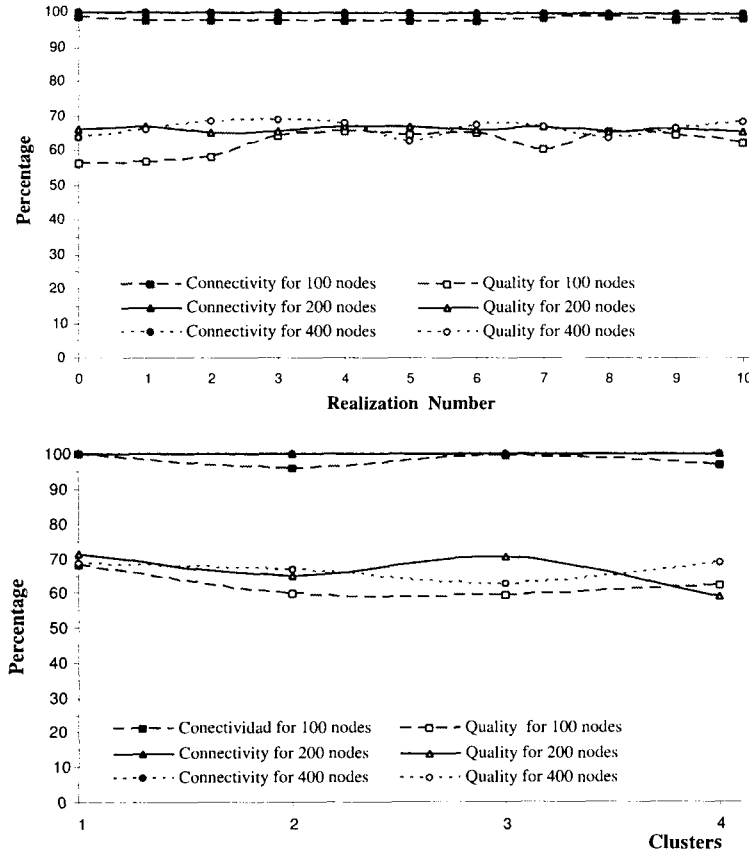 100
90
80
70
60
50
40
30
20
10
0
Percentage
Connectivity for 100 nodes
Quality for 100 nodes
Connectivity for 200 nodes
Quality for 200 nodes
Connectivity for 400 nodes
Quality for 400 nodes
0 1 2 3 4 5 6 7 8 9 10
Realization Number
100
90
80
70
60
50
40
30
20
10
0
Percentage
Conectividad for 100 nodes
Quality for 100 nodes
Connectivity for 200 nodes
Quality for 200 nodes
Connectivity for 400 nodes
Quality for 400 nodes
1 2 3 4
Clusters